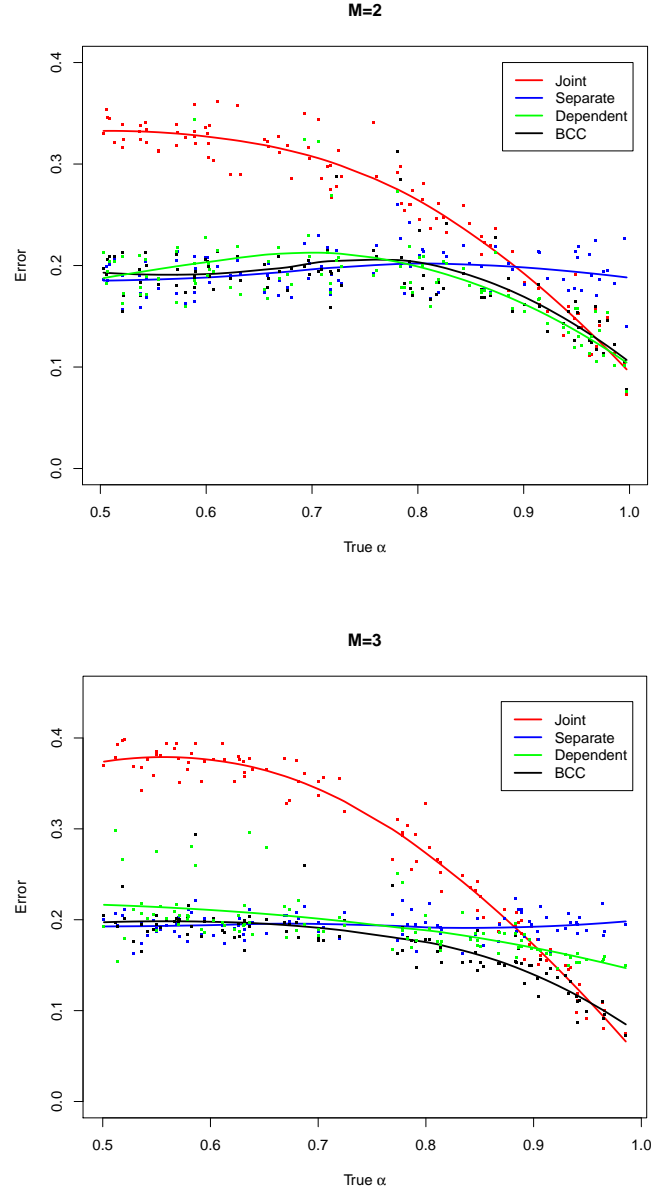 M=2
0.4
0.3
0.2
0.1
0.0
Error
Joint
Separate
Dependent
BCC
0.5 0.6 0.7 0.8 0.9 1.0
True α
M=3
0.4
0.3
0.2
0.1
0.0
Error
Joint
Separate
Dependent
BCC
0.5 0.6 0.7 0.8 0.9 1.0
True α